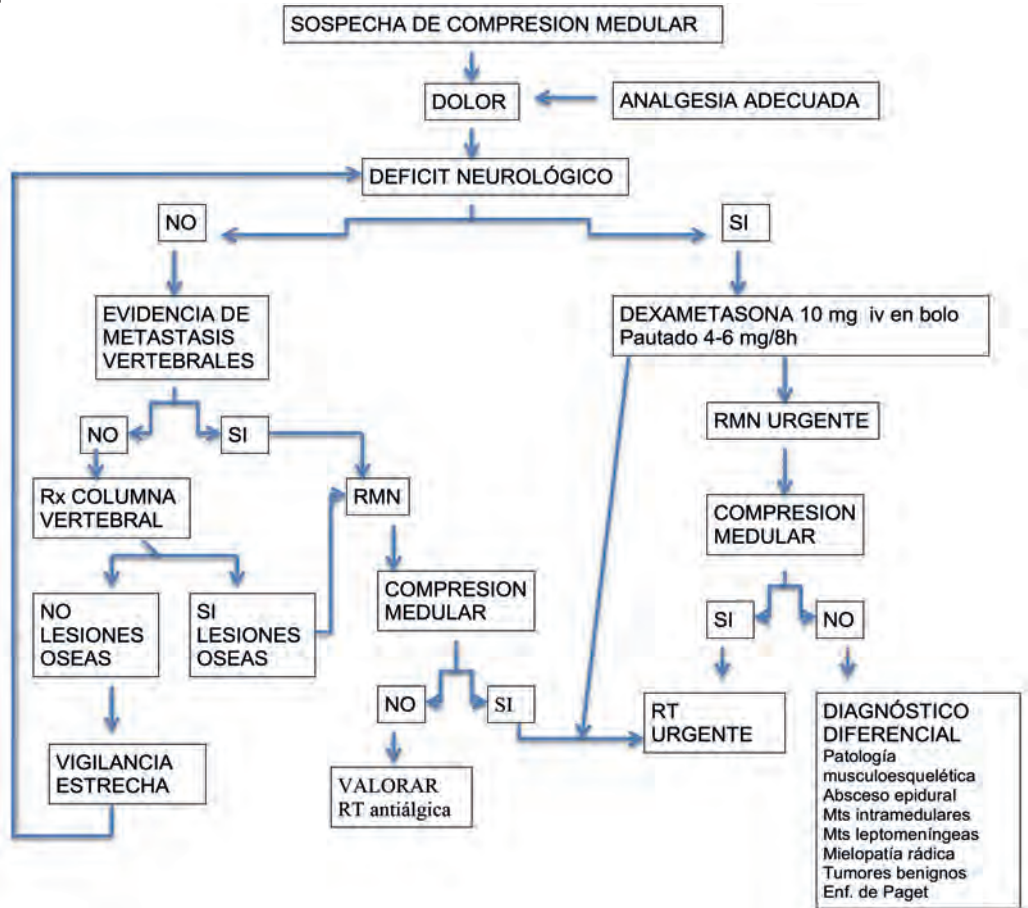 SOSPECHA DE COMPRESION MEDULAR
DOLOR
ANALGESIA ADECUADA
DEFICIT NEUROLÓGICO
NO
SI
EVIDENCIA DE
METASTASIS
VERTEBRALES
DEXAMETASONA 10 mg iv en bolo
Pautado 4-6 mg/8h
NO
SI
RMN URGENTE
Rx COLUMNA
VERTEBRAL
RMN
COMPRESION
MEDULAR
NO
LESIONES
OSEAS
SI
LESIONES
OSEAS
COMPRESION
MEDULAR
SI
NO
NO
SI
RT
URGENTE
DIAGNÓSTICO
DIFERENCIAL
Patología
musculoesquelética
Absceso epidural
Mts intramedulares
Mts leptomeníngeas
Mielopatía rádica
Tumores benignos
Enf. de Paget
VIGILANCIA
ESTRECHA
VALORAR
RT antiálgica